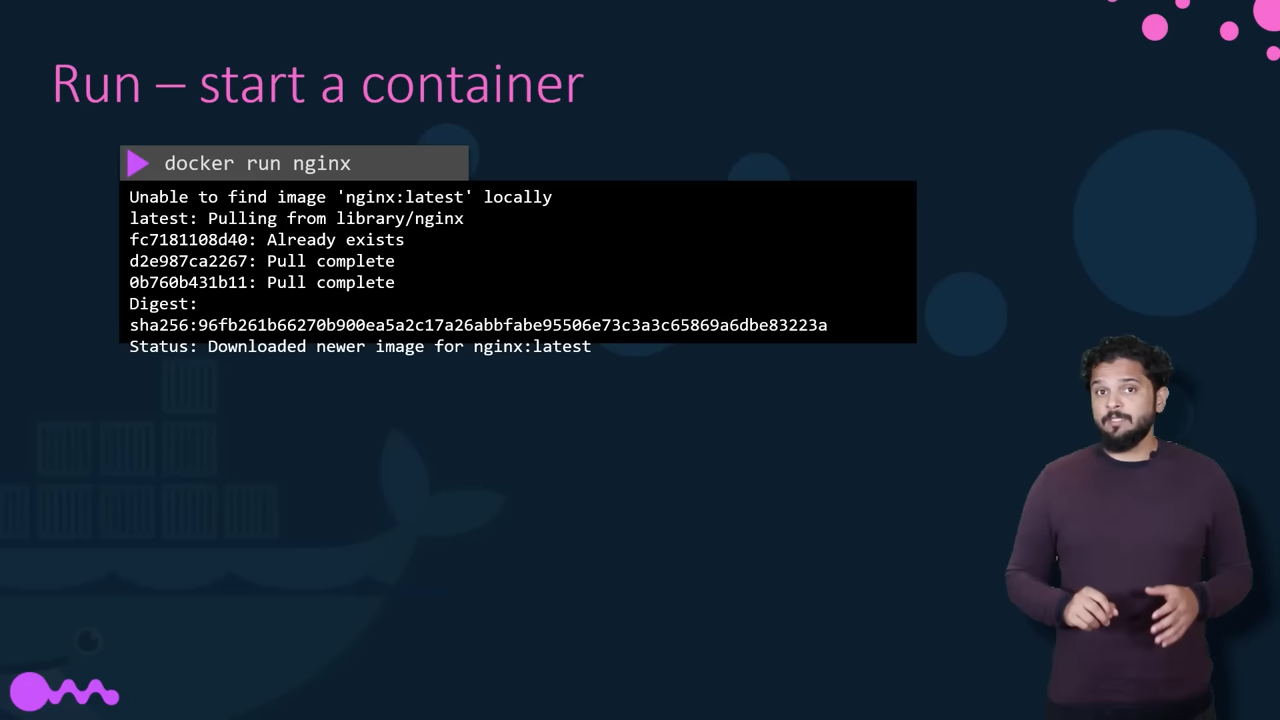 Run – start a container
docker run nginx
Unable to find image 'nginx:latest' locally
latest: Pulling from library/nginx
fc7181108d40: Already exists
d2e987ca2267: Pull complete
0b760b431b11: Pull complete
Digest:
sha256:96fb261b66270b900ea5a2c17a26abbfabe95506e73c3a3c65869a6dbe83223a
Status: Downloaded newer image for nginx:latest